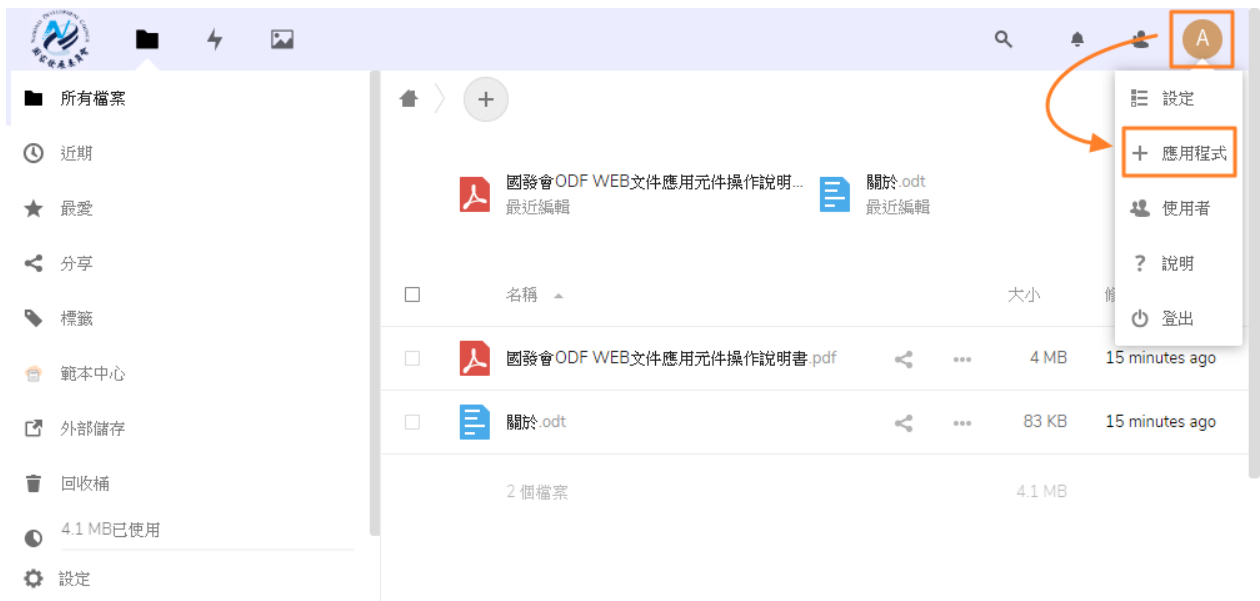 A
所有檔案
近期
最愛
分享
標籤
範本中心
外部儲存
回收桶
4.1 MB已使用
設定
國發會ODF WEB文件應用元件操作說明...
最近編輯
關於.odt
最近編輯
名稱
大小
國發會ODF WEB文件應用元件操作說明書.pdf
4 MB
15 minutes ago
關於.odt
83 KB
15 minutes ago
2 個檔案
4.1 MB
設定
應用程式
使用者
說明
登出